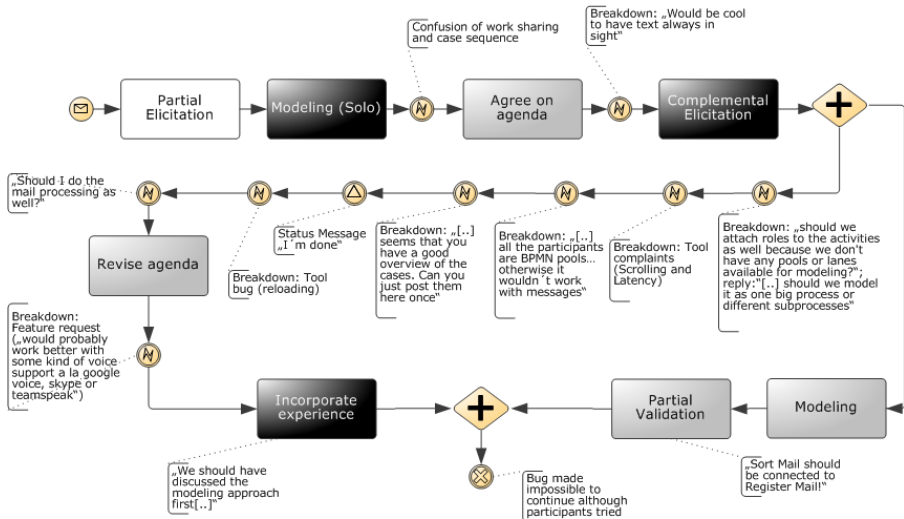 Confusion of work sharing
and case sequence
Breakdown: „Would be cool
to have text always in
sight“
Partial
Elicitation
Modeling (Solo)
Agree on
agenda
Complemental
Elicitation
„Should I do the
mail processing as
well?“
Revise agenda
Breakdown: Tool
bug (reloading)
Status Message
„I´m done“
Breakdown: „[..]
seems that you
have a good
overview of the
cases. Can you
just post them
here once“
Breakdown: „[..]
all the participants
are BPMN pools...
otherwise it
wouldn´t work
with messages“
Breakdown: Tool
complaints
(Scrolling and
Latency)
Breakdown: „should we
attach roles to the activities
as well because we don't
have any pools or lanes
available for modeling?“;
reply:“[..] should we model
it as one big process or
different subprocesses“
Breakdown:
Feature request
(„would probably
work better with
some kind of voice
support a la google
voice, skype or
teamspeak“)
Incorporate
experience
Partial
Validation
Modeling
„We should have
discussed the
modeling approach
first[..]“
Bug made
impossible to
continue although
participants tried
„Sort Mail should
be connected to
Register Mail!“